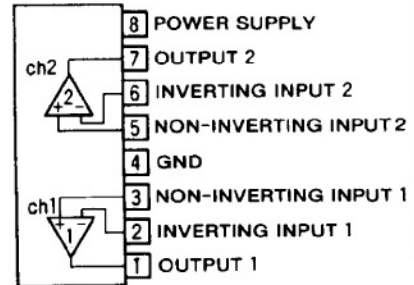 8 POWER SUPPLY
7 OUTPUT 2
ch2
2
+ −
6 INVERTING INPUT 2
5 NON-INVERTING INPUT 2
4 GND
3 NON-INVERTING INPUT 1
ch1
+ −
1
2 INVERTING INPUT 1
1 OUTPUT 1